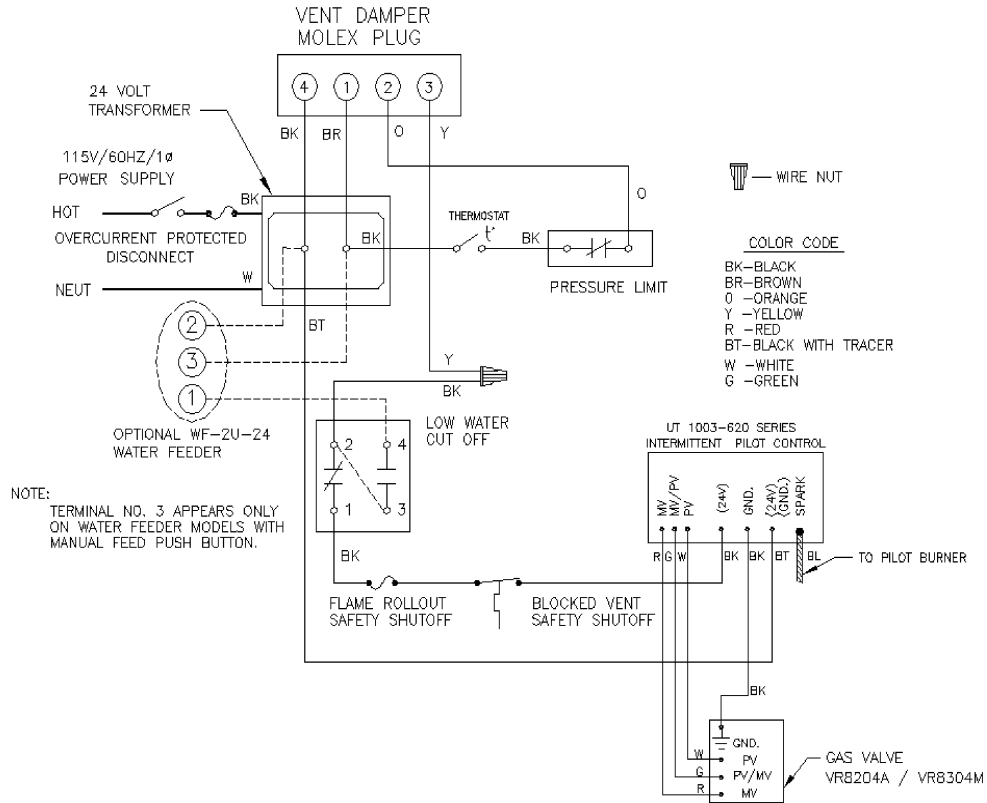 VENT DAMPER
MOLEX PLUG
4 1 2 3
24 VOLT
TRANSFORMER
BK BR O Y
115V/60HZ/1ø
POWER SUPPLY
BK
HOT
OVERCURRENT PROTECTED
DISCONNECT
W
NEUT
BK
THERMOSTAT
t°
BK
O
PRESSURE LIMIT
WIRE NUT
COLOR CODE
BK-BLACK
BR-BROWN
O -ORANGE
Y -YELLOW
R -RED
BT-BLACK WITH TRACER
W -WHITE
G -GREEN
2
3
1
BT
OPTIONAL WF-2U-24
WATER FEEDER
Y
BK
LOW WATER
CUT OFF
2 4
1 3
BK
NOTE:
TERMINAL NO. 3 APPEARS ONLY
ON WATER FEEDER MODELS WITH
MANUAL FEED PUSH BUTTON.
UT 1003-620 SERIES
INTERMITTENT PILOT CONTROL
MV
MV/PV
PV
(24V)
GND.
(24V)
(GND.)
SPARK
R G W BK BK BT BL
TO PILOT BURNER
FLAME ROLLOUT
SAFETY SHUTOFF
BLOCKED VENT
SAFETY SHUTOFF
BK
GND.
W PV
G PV/MV
R MV
GAS VALVE
VR8204A / VR8304M